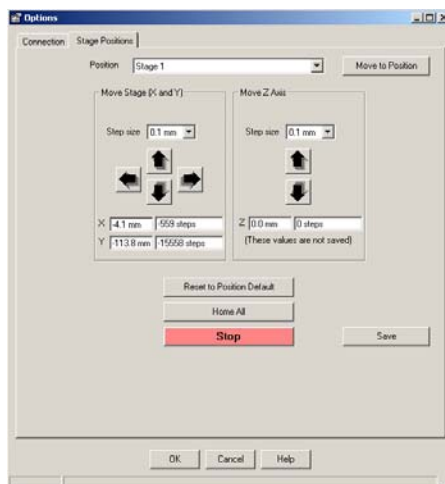 Options
Connection Stage Positions
Position Stage 1 Move to Position
Move Stage (X and Y) Move Z Axis
Step size 0.1 mm Step size 0.1 mm
X -4.1 mm -559 steps Z 0.0 mm 0 steps
Y -113.8 mm -15558 steps (These values are not saved)
Reset to Position Default
Home All
Stop Save
OK Cancel Help